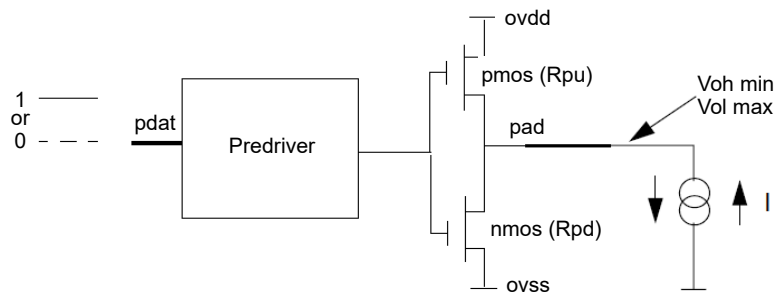 ovdd
pmos (Rpu)
Voh min
Vol max
1
or
0
pdat
Predriver
pad
nmos (Rpd)
I
ovss